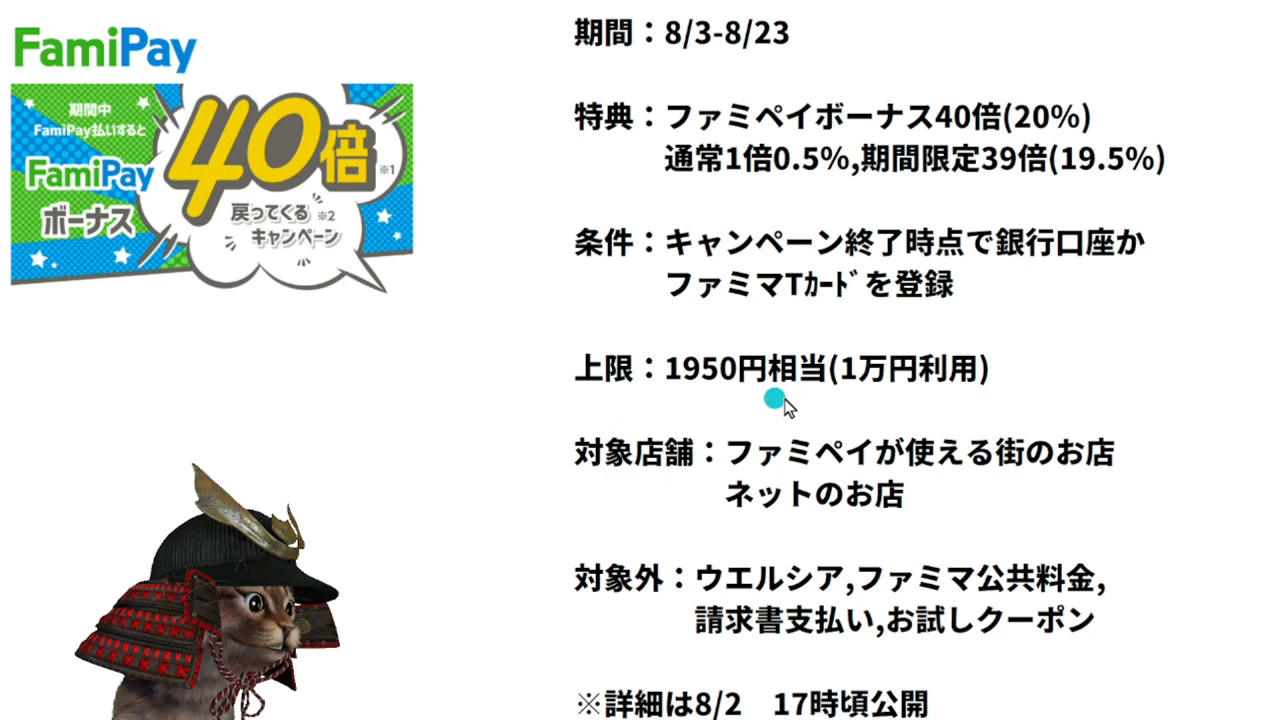 FamiPay
期間中
FamiPay払いすると
40倍※1
FamiPay
ボーナス
戻ってくる※2
キャンペーン
期間：8/3-8/23
特典：ファミペイボーナス40倍(20%)
通常1倍0.5%,期間限定39倍(19.5%)
条件：キャンペーン終了時点で銀行口座か
ファミマTｶｰﾄﾞを登録
上限：1950円相当(1万円利用)
対象店舗：ファミペイが使える街のお店
ネットのお店
対象外：ウエルシア,ファミマ公共料金,
請求書支払い,お試しクーポン
※詳細は8/2　17時頃公開